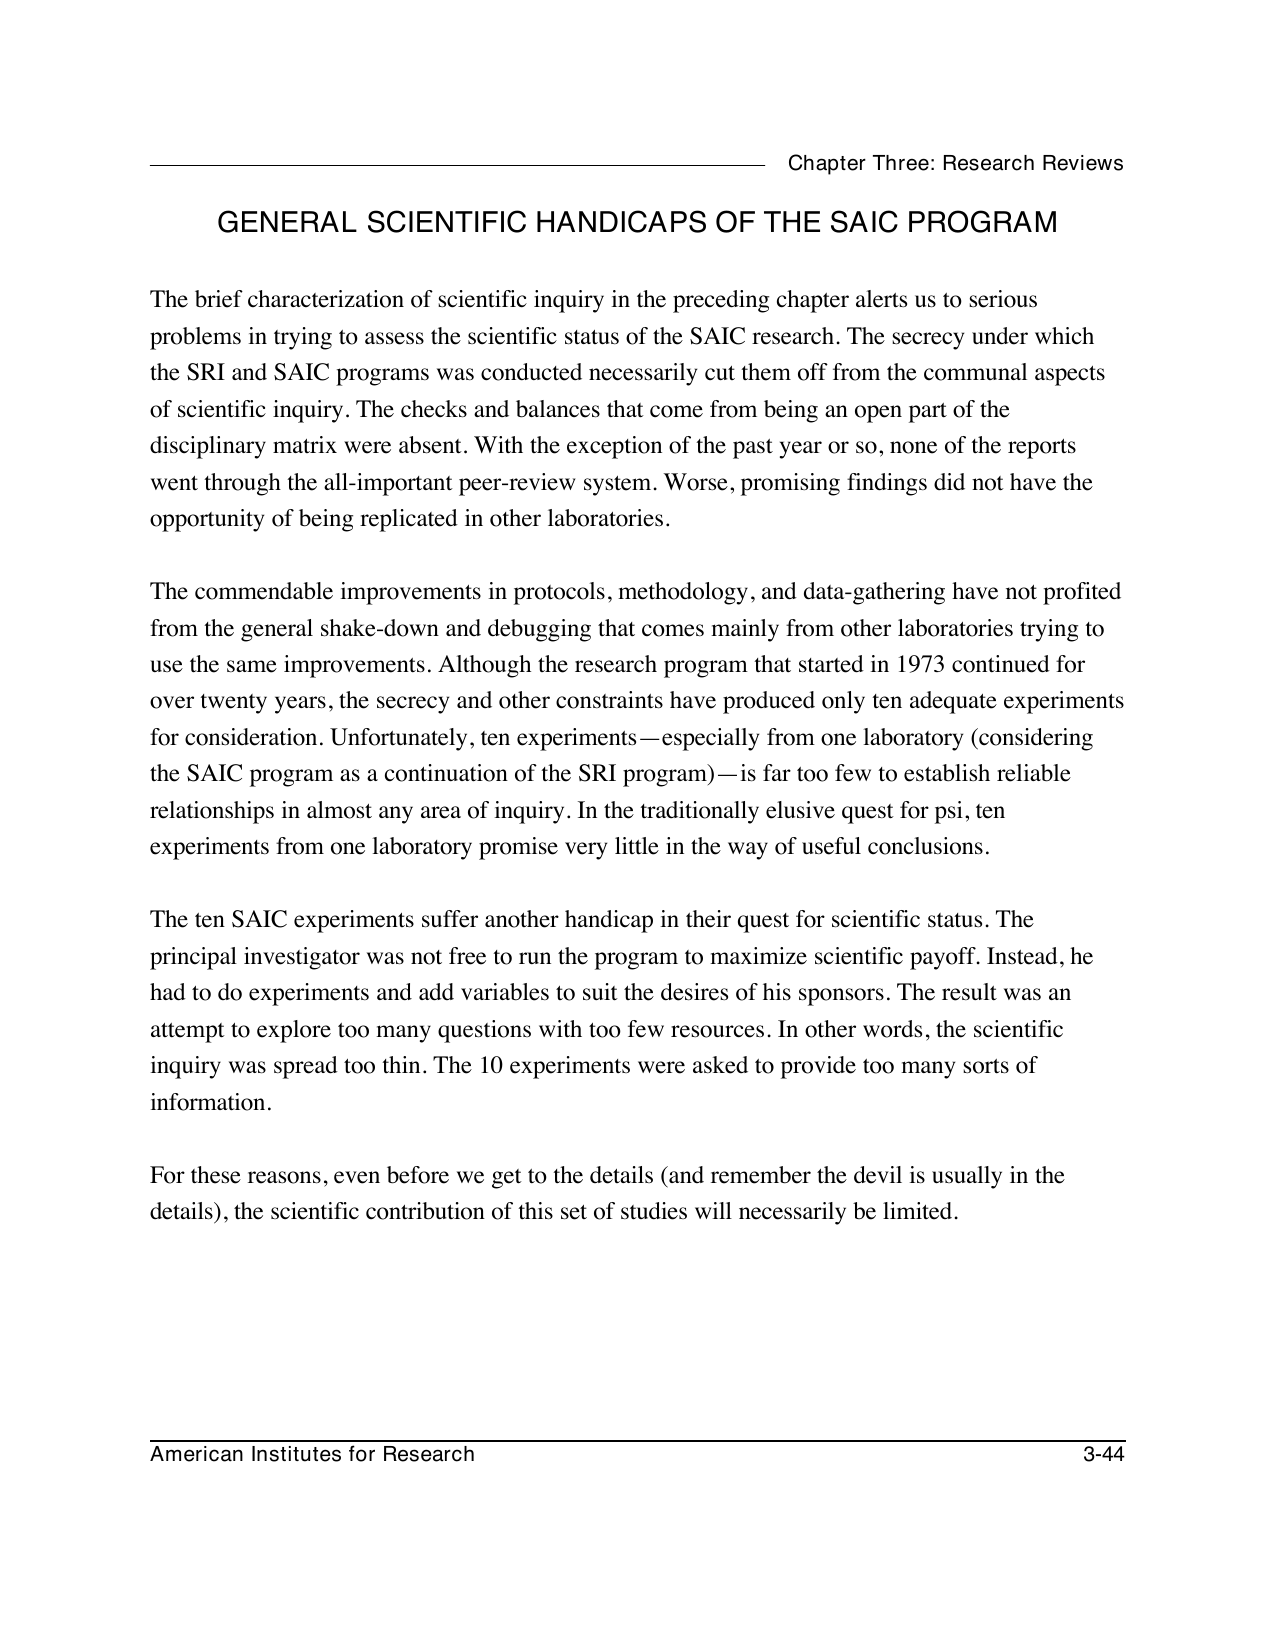 Chapter Three: Research Reviews
GENERAL SCIENTIFIC HANDICAPS OF THE SAIC PROGRAM
The brief characterization of scientific inquiry in the preceding chapter alerts us to serious
problems in trying to assess the scientific status of the SAIC research. The secrecy under which
the SRI and SAIC programs was conducted necessarily cut them off from the communal aspects
of scientific inquiry. The checks and balances that come from being an open part of the
disciplinary matrix were absent. With the exception of the past year or so, none of the reports
went through the all-important peer-review system. Worse, promising findings did not have the
opportunity of being replicated in other laboratories.
The commendable improvements in protocols, methodology, and data-gathering have not profited
from the general shake-down and debugging that comes mainly from other laboratories trying to
use the same improvements. Although the research program that started in 1973 continued for
over twenty years, the secrecy and other constraints have produced only ten adequate experiments
for consideration. Unfortunately, ten experiments—especially from one laboratory (considering
the SAIC program as a continuation of the SRI program)—is far too few to establish reliable
relationships in almost any area of inquiry. In the traditionally elusive quest for psi, ten
experiments from one laboratory promise very little in the way of useful conclusions.
The ten SAIC experiments suffer another handicap in their quest for scientific status. The
principal investigator was not free to run the program to maximize scientific payoff. Instead, he
had to do experiments and add variables to suit the desires of his sponsors. The result was an
attempt to explore too many questions with too few resources. In other words, the scientific
inquiry was spread too thin. The 10 experiments were asked to provide too many sorts of
information.
For these reasons, even before we get to the details (and remember the devil is usually in the
details), the scientific contribution of this set of studies will necessarily be limited.
American Institutes for Research 3-44